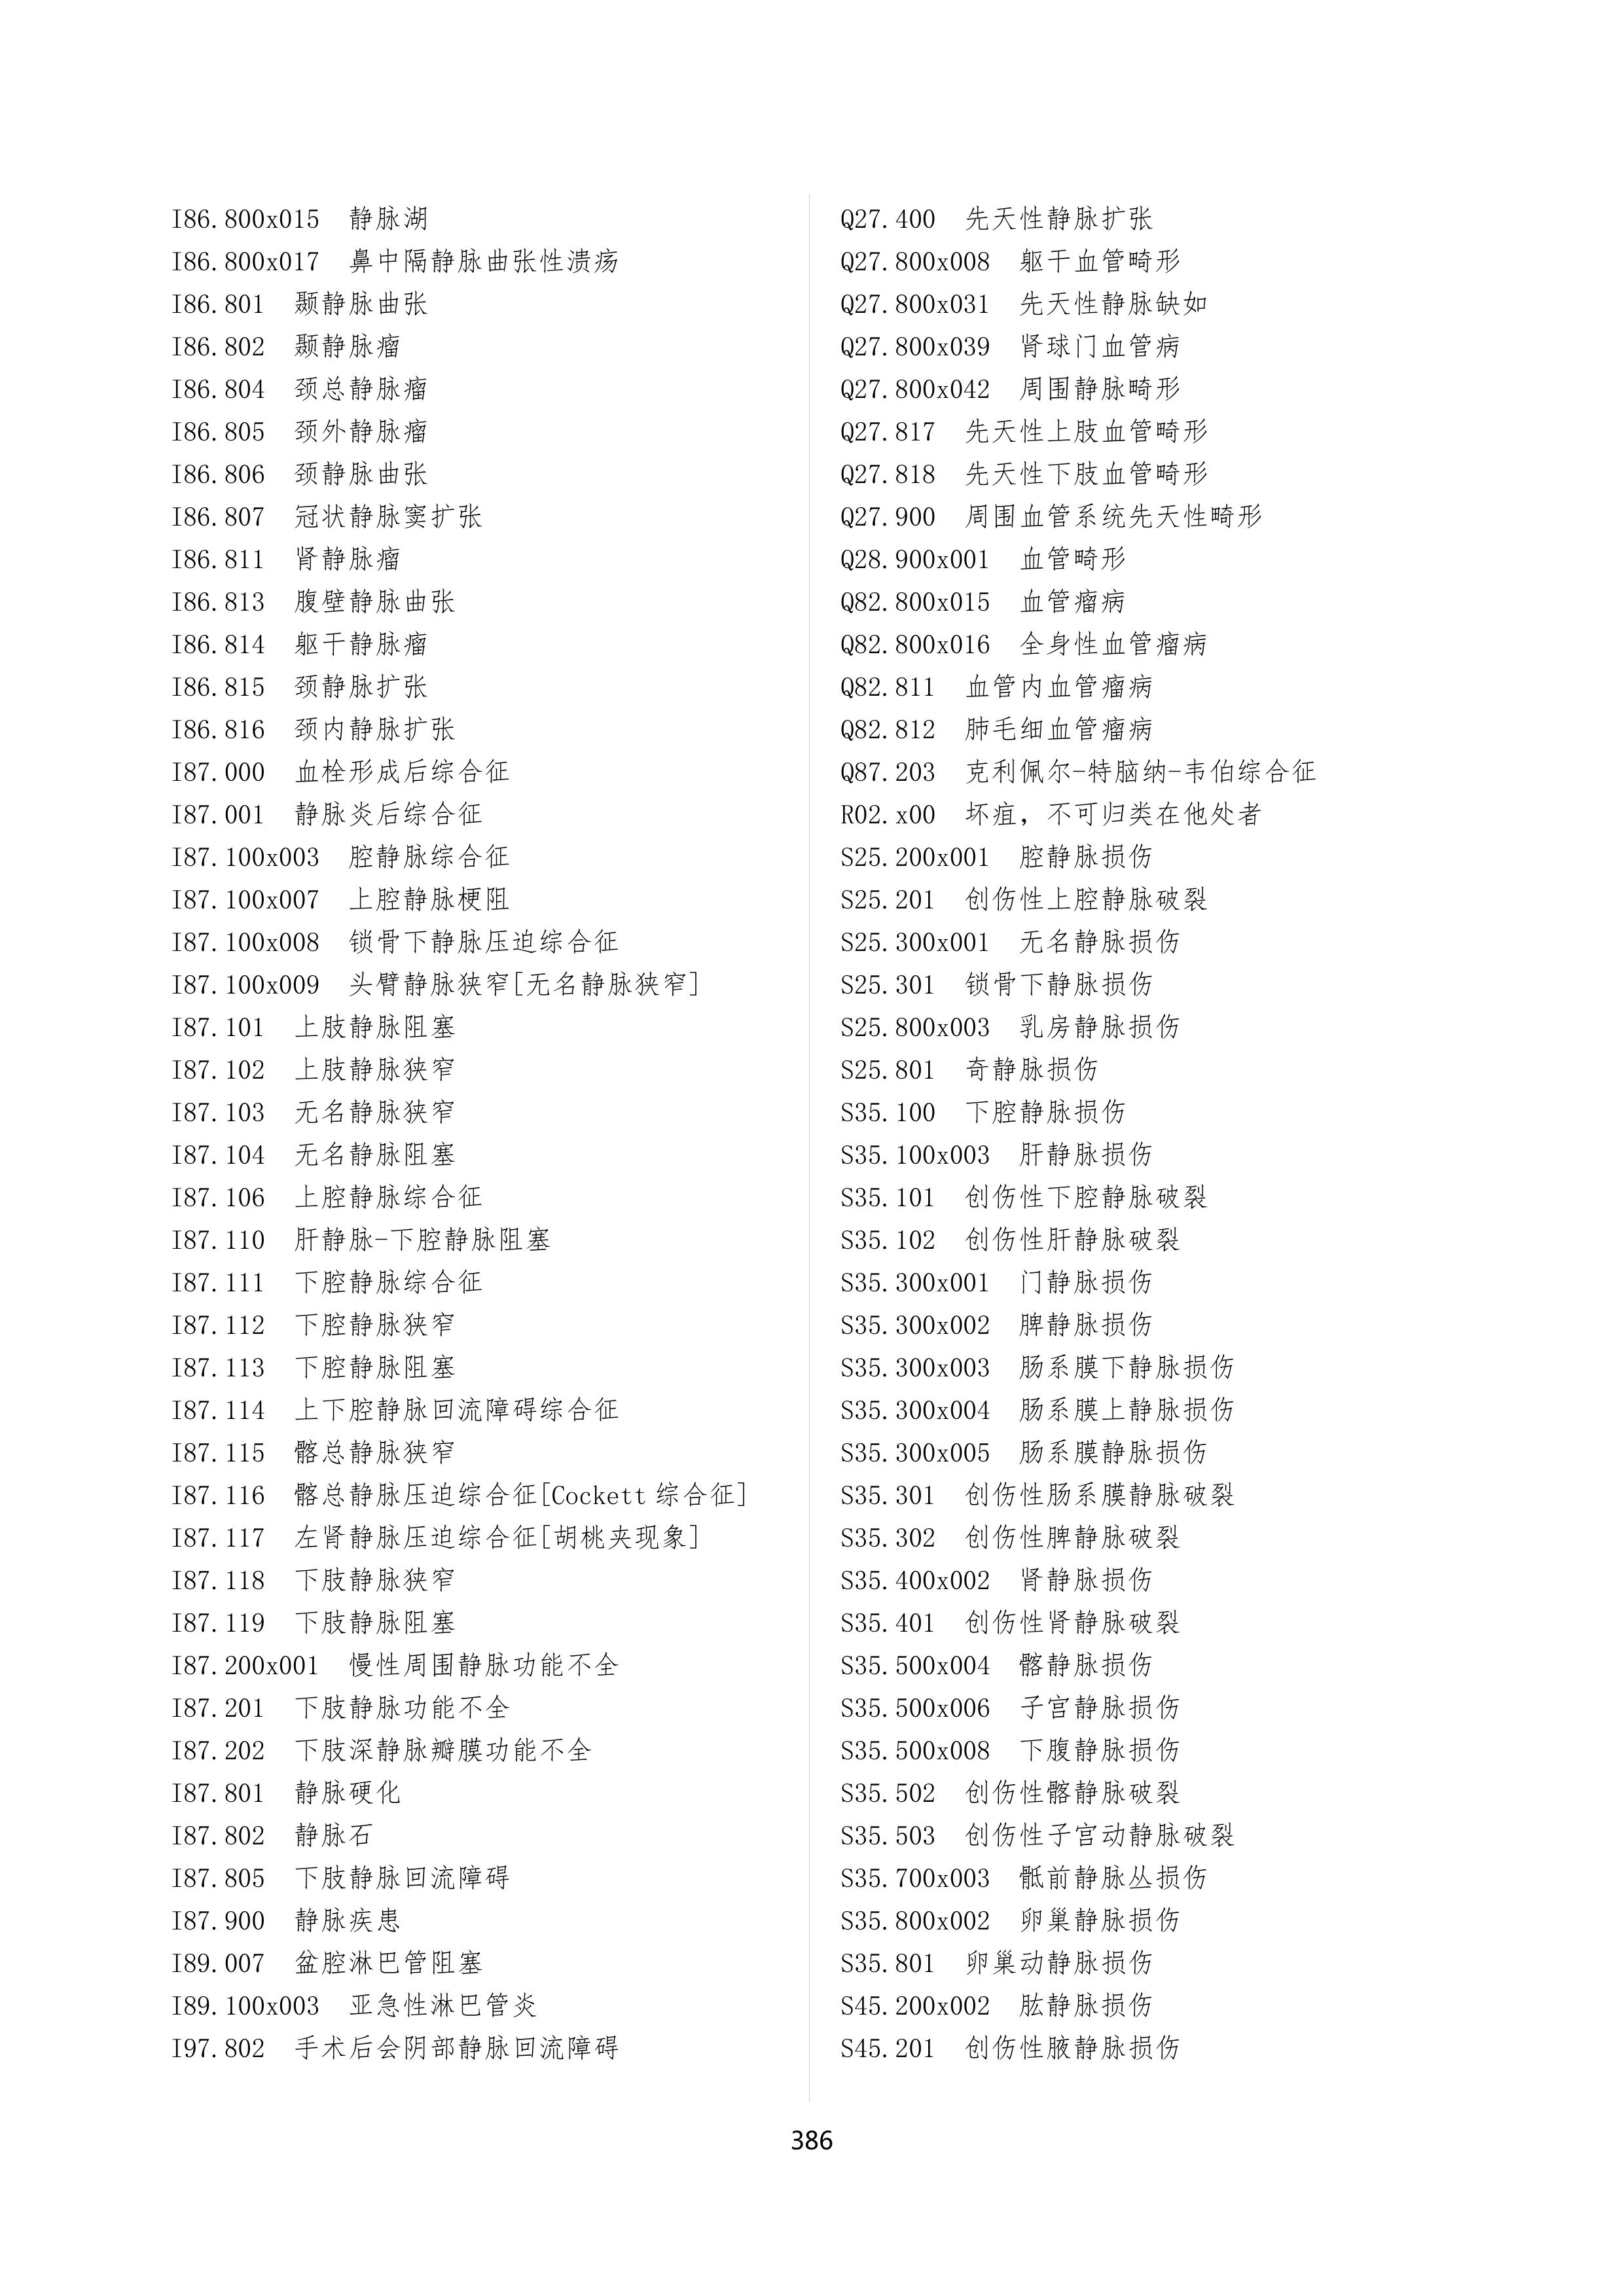 I86.800x015 静脉湖
I86.800x017 鼻中隔静脉曲张性溃疡
I86.801 颞静脉曲张
I86.802 颞静脉瘤
I86.804 颈总静脉瘤
I86.805 颈外静脉瘤
I86.806 颈静脉曲张
I86.807 冠状静脉窦扩张
I86.811 肾静脉瘤
I86.813 腹壁静脉曲张
I86.814 躯干静脉瘤
I86.815 颈静脉扩张
I86.816 颈内静脉扩张
I87.000 血栓形成后综合征
I87.001 静脉炎后综合征
I87.100x003 腔静脉综合征
I87.100x007 上腔静脉梗阻
I87.100x008 锁骨下静脉压迫综合征
I87.100x009 头臂静脉狭窄[无名静脉狭窄]
I87.101 上肢静脉阻塞
I87.102 上肢静脉狭窄
I87.103 无名静脉狭窄
I87.104 无名静脉阻塞
I87.106 上腔静脉综合征
I87.110 肝静脉-下腔静脉阻塞
I87.111 下腔静脉综合征
I87.112 下腔静脉狭窄
I87.113 下腔静脉阻塞
I87.114 上下腔静脉回流障碍综合征
I87.115 髂总静脉狭窄
I87.116 髂总静脉压迫综合征[Cockett 综合征]
I87.117 左肾静脉压迫综合征[胡桃夹现象]
I87.118 下肢静脉狭窄
I87.119 下肢静脉阻塞
I87.200x001 慢性周围静脉功能不全
I87.201 下肢静脉功能不全
I87.202 下肢深静脉瓣膜功能不全
I87.801 静脉硬化
I87.802 静脉石
I87.805 下肢静脉回流障碍
I87.900 静脉疾患
I89.007 盆腔淋巴管阻塞
I89.100x003 亚急性淋巴管炎
I97.802 手术后会阴部静脉回流障碍
Q27.400 先天性静脉扩张
Q27.800x008 躯干血管畸形
Q27.800x031 先天性静脉缺如
Q27.800x039 肾球门血管病
Q27.800x042 周围静脉畸形
Q27.817 先天性上肢血管畸形
Q27.818 先天性下肢血管畸形
Q27.900 周围血管系统先天性畸形
Q28.900x001 血管畸形
Q82.800x015 血管瘤病
Q82.800x016 全身性血管瘤病
Q82.811 血管内血管瘤病
Q82.812 肺毛细血管瘤病
Q87.203 克利佩尔-特脑纳-韦伯综合征
R02.x00 坏疽，不可归类在他处者
S25.200x001 腔静脉损伤
S25.201 创伤性上腔静脉破裂
S25.300x001 无名静脉损伤
S25.301 锁骨下静脉损伤
S25.800x003 乳房静脉损伤
S25.801 奇静脉损伤
S35.100 下腔静脉损伤
S35.100x003 肝静脉损伤
S35.101 创伤性下腔静脉破裂
S35.102 创伤性肝静脉破裂
S35.300x001 门静脉损伤
S35.300x002 脾静脉损伤
S35.300x003 肠系膜下静脉损伤
S35.300x004 肠系膜上静脉损伤
S35.300x005 肠系膜静脉损伤
S35.301 创伤性肠系膜静脉破裂
S35.302 创伤性脾静脉破裂
S35.400x002 肾静脉损伤
S35.401 创伤性肾静脉破裂
S35.500x004 髂静脉损伤
S35.500x006 子宫静脉损伤
S35.500x008 下腹静脉损伤
S35.502 创伤性髂静脉破裂
S35.503 创伤性子宫动静脉破裂
S35.700x003 骶前静脉丛损伤
S35.800x002 卵巢静脉损伤
S35.801 卵巢动静脉损伤
S45.200x002 肱静脉损伤
S45.201 创伤性腋静脉损伤
386